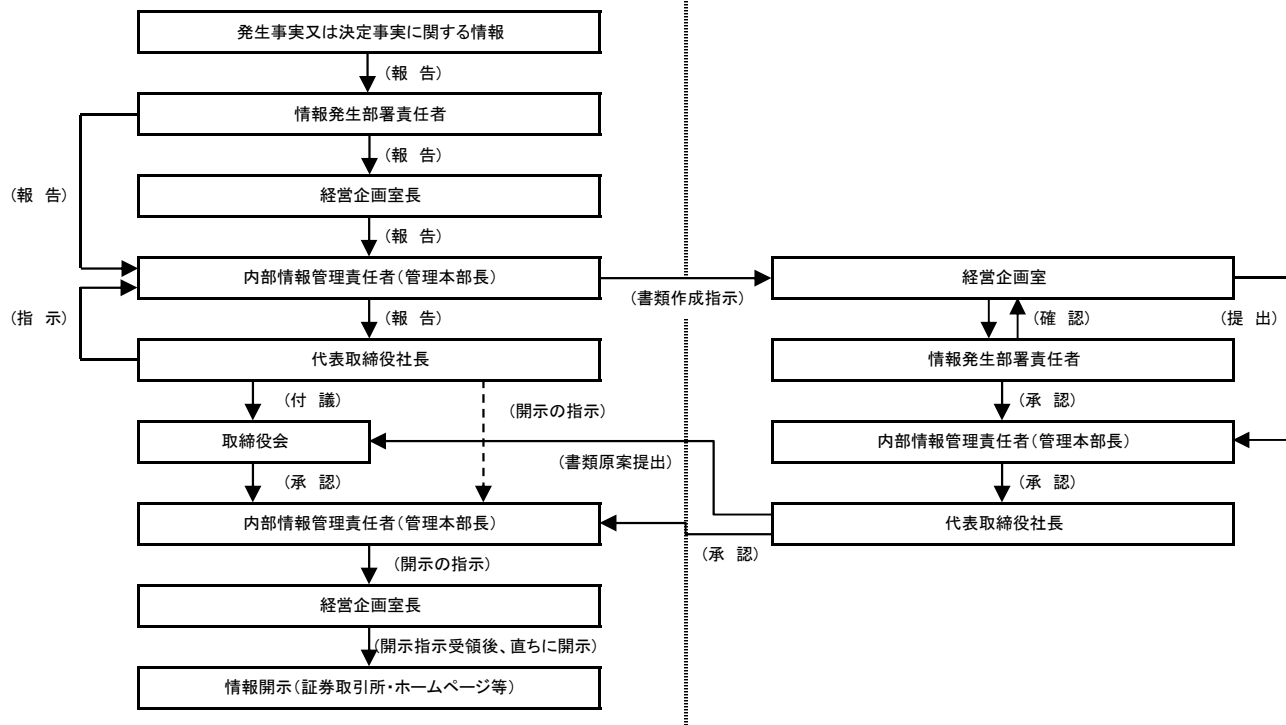 発生事実又は決定事実に関する情報
(報 告)
情報発生部署責任者
(報 告)
(報 告)
経営企画室長
(報 告)
内部情報管理責任者(管理本部長)
(書類作成指示)
経営企画室
(指 示)
(報 告)
(確 認)
(提 出)
代表取締役社長
情報発生部署責任者
(付 議)
(開示の指示)
(承 認)
取締役会
内部情報管理責任者(管理本部長)
(書類原案提出)
(承 認)
(承 認)
内部情報管理責任者(管理本部長)
代表取締役社長
(承 認)
(開示の指示)
経営企画室長
(開示指示受領後、直ちに開示)
情報開示(証券取引所・ホームページ等)